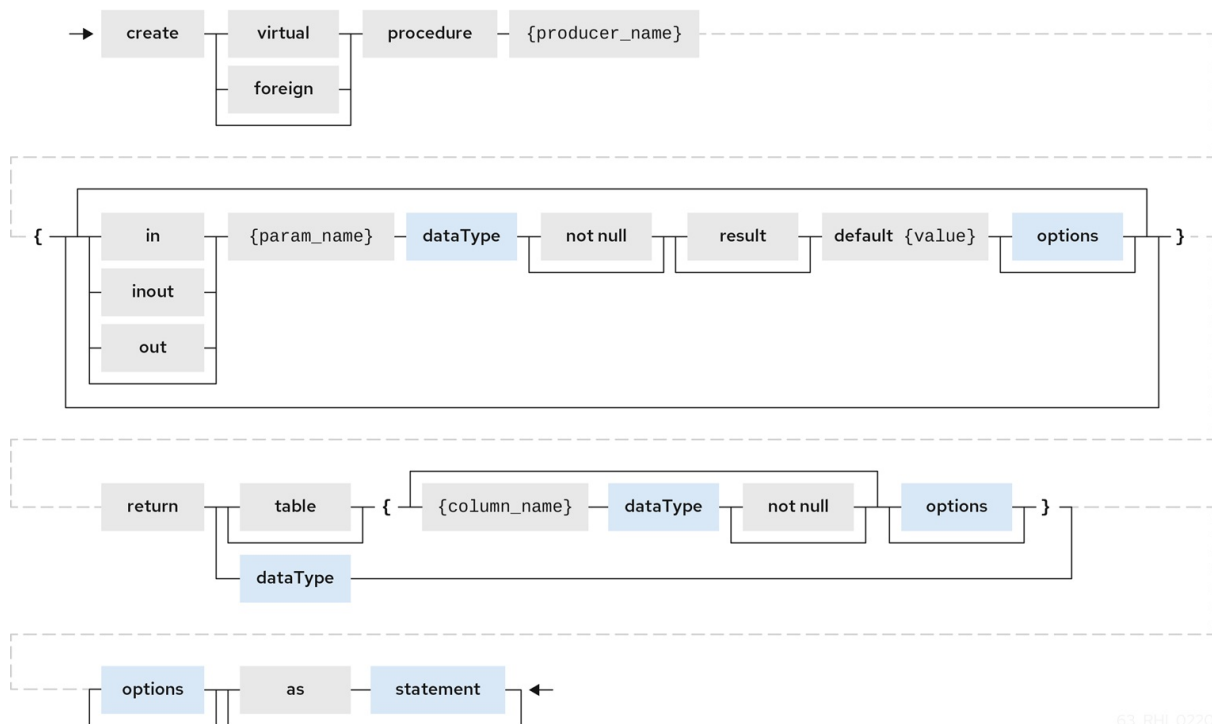 create virtual procedure {producer_name}
foreign
{ in {param_name} dataType not null result default {value} options }
inout
out
return table { {column_name} dataType not null options }
dataType
options as statement